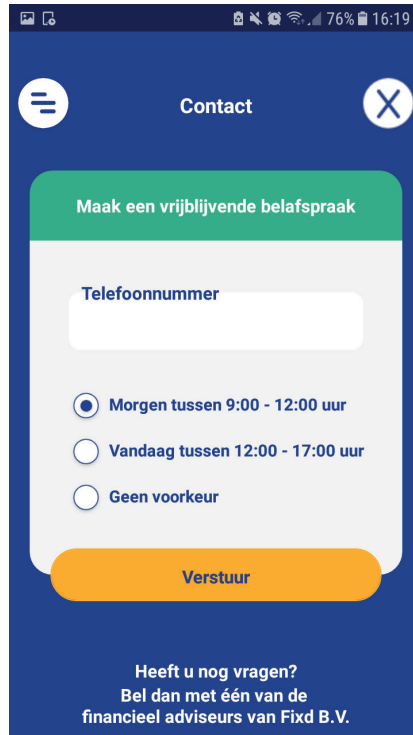 76% 16:19
Contact
Maak een vrijblijvende belafspraak
Telefoonnummer
Morgen tussen 9:00 - 12:00 uur
Vandaag tussen 12:00 - 17:00 uur
Geen voorkeur
Verstuur
Heeft u nog vragen?
Bel dan met één van de
financieel adviseurs van Fixd B.V.